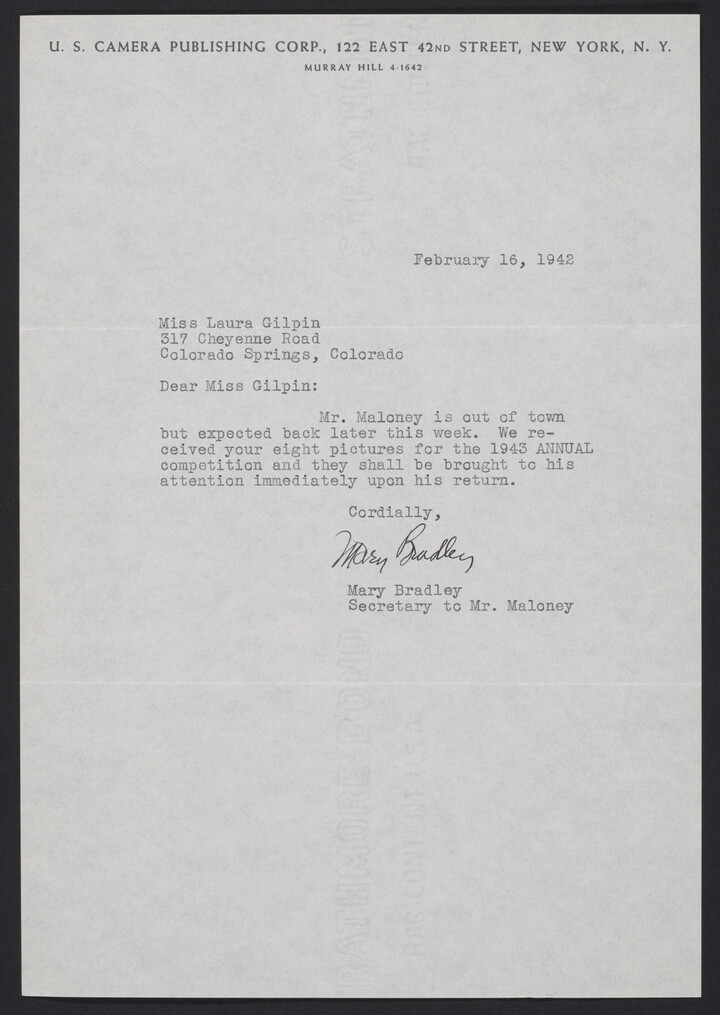 U. S. CAMERA PUBLISHING CORP., 122 EAST 42ND STREET, NEW YORK, N. Y.
MURRAY HILL 4-1642
February 16, 1942
Miss Laura Gilpin
317 Cheyenne Road
Colorado Springs, Colorado
Dear Miss Gilpin:
Mr. Maloney is out of town
but expected back later this week. We re-
ceived your eight pictures for the 1943 ANNUAL
competition and they shall be brought to his
attention immediately upon his return.
Cordially,
Mary Bradley
Mary Bradley
Secretary to Mr. Maloney